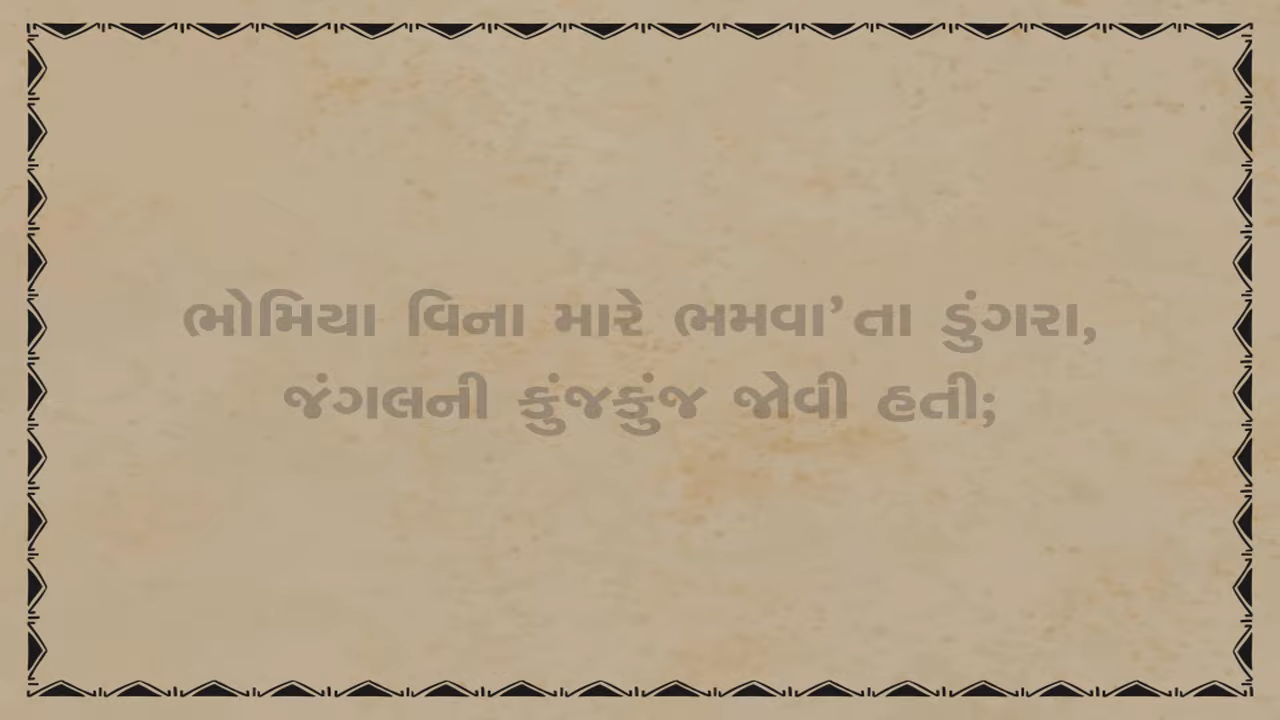 ભોમિયા વિના મારે ભમવા’તા ડુંગરા,
જંગલની કુંજકુંજ જોવી હતી;